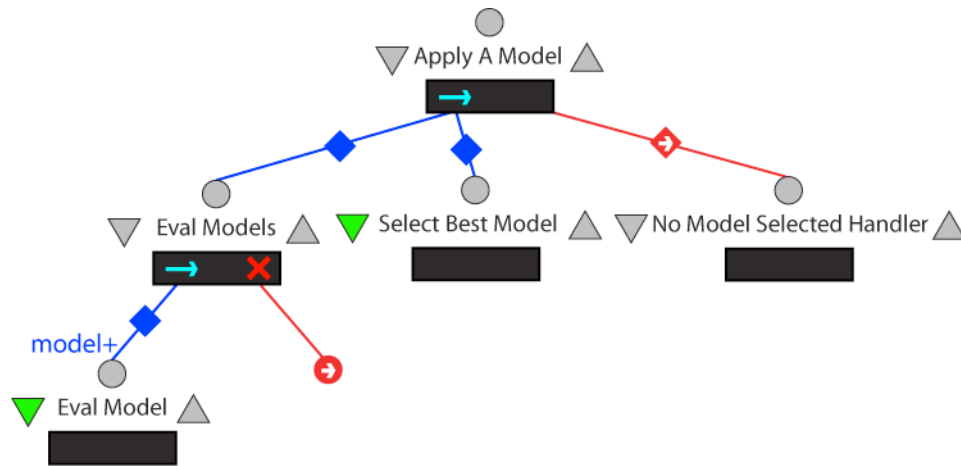 Apply A Model
Eval Models
Select Best Model
No Model Selected Handler
model+
Eval Model